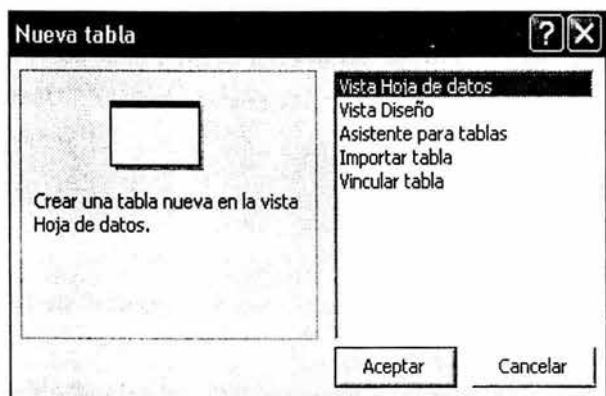 Nueva tabla
Crear una tabla nueva en la vista
Hoja de datos.
Vista Hoja de datos
Vista Diseño
Asistente para tablas
Importar tabla
Vincular tabla
Aceptar
Cancelar